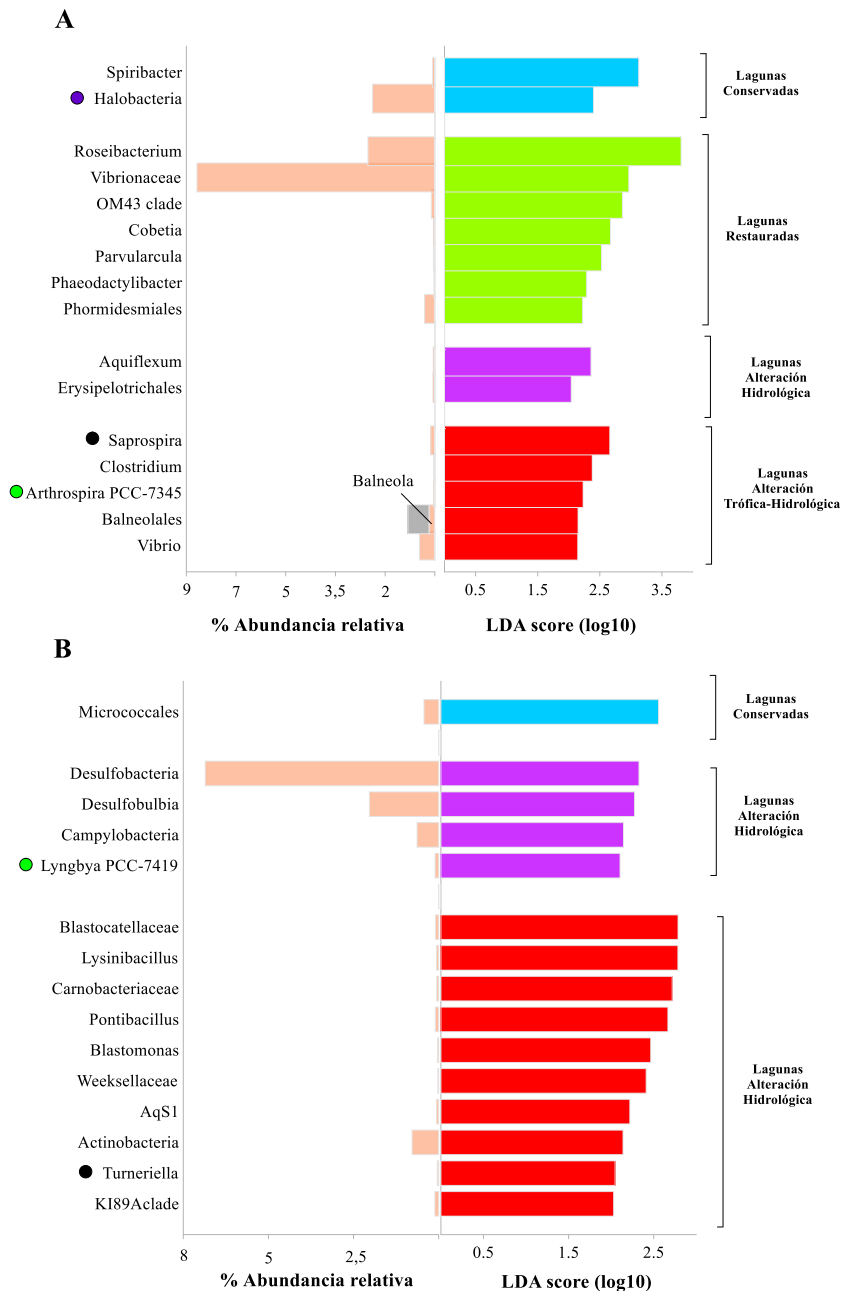 A
Spiribacter
Halobacteria
Lagunas
Conservadas
Roseibacterium
Vibrionaceae
OM43 clade
Cobetia
Parvularcula
Phaeodactylibacter
Phormidesmiales
Lagunas
Restauradas
Aquiflexum
Erysipelotrichales
Lagunas
Alteración
Hidrológica
Saprospira
Clostridium
Arthrospira PCC-7345
Balneolales
Vibrio
Balneola
Lagunas
Alteración
Trófica-Hidrológica
9 7 5 3,5 2
0.5 1.5 2.5 3.5
% Abundancia relativa
LDA score (log10)
B
Micrococcales
Lagunas
Conservadas
Desulfobacteria
Desulfobulbia
Campylobacteria
Lyngbya PCC-7419
Lagunas
Alteración
Hidrológica
Blastocatellaceae
Lysinibacillus
Carnobacteriaceae
Pontibacillus
Blastomonas
Weeksellaceae
AqS1
Actinobacteria
Turneriella
KI89Aclade
Lagunas
Alteración
Hidrológica
8 5 2,5
0.5 1.5 2.5
% Abundancia relativa
LDA score (log10)